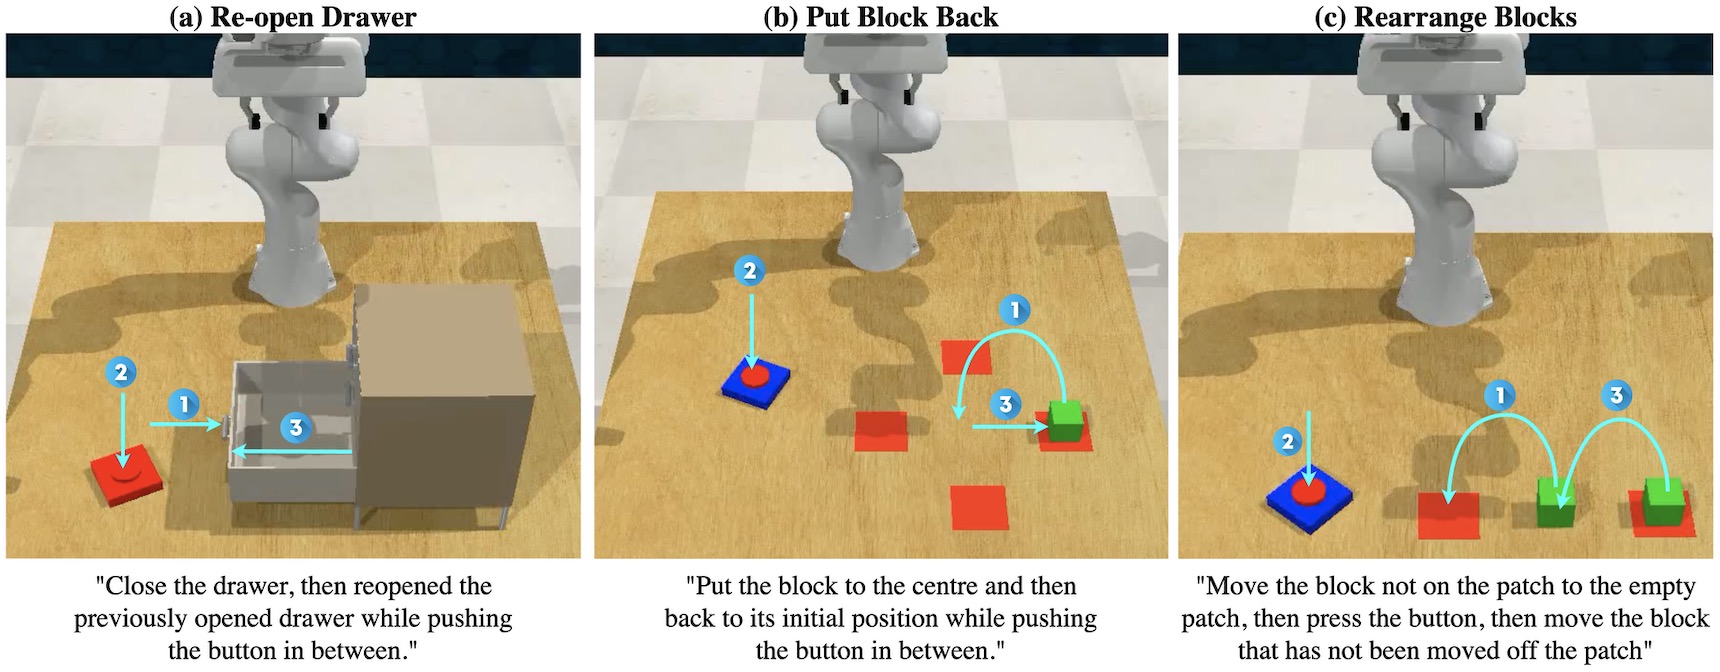 (a) Re-open Drawer
2
1
3
"Close the drawer, then reopened the
previously opened drawer while pushing
the button in between."
(b) Put Block Back
2
1
3
"Put the block to the centre and then
back to its initial position while pushing
the button in between."
(c) Rearrange Blocks
1
3
2
"Move the block not on the patch to the empty
patch, then press the button, then move the block
that has not been moved off the patch"